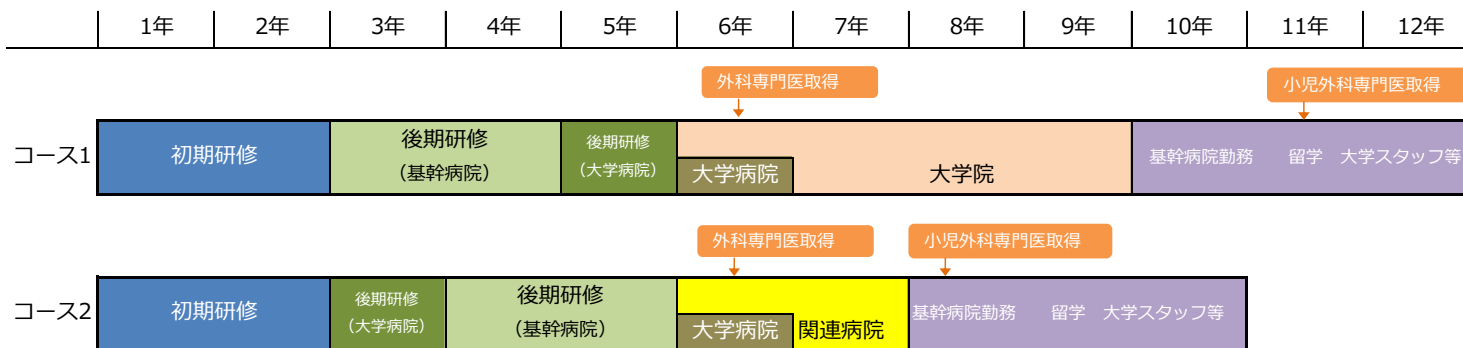 1年 2年 3年 4年 5年 6年 7年 8年 9年 10年 11年 12年
外科専門医取得 小児外科専門医取得
コース1
初期研修
後期研修
(基幹病院)
後期研修
(大学病院)
大学病院
大学院
基幹病院勤務 留学 大学スタッフ等
外科専門医取得 小児外科専門医取得
コース2
初期研修
後期研修
(大学病院)
後期研修
(基幹病院)
大学病院
関連病院
基幹病院勤務 留学 大学スタッフ等